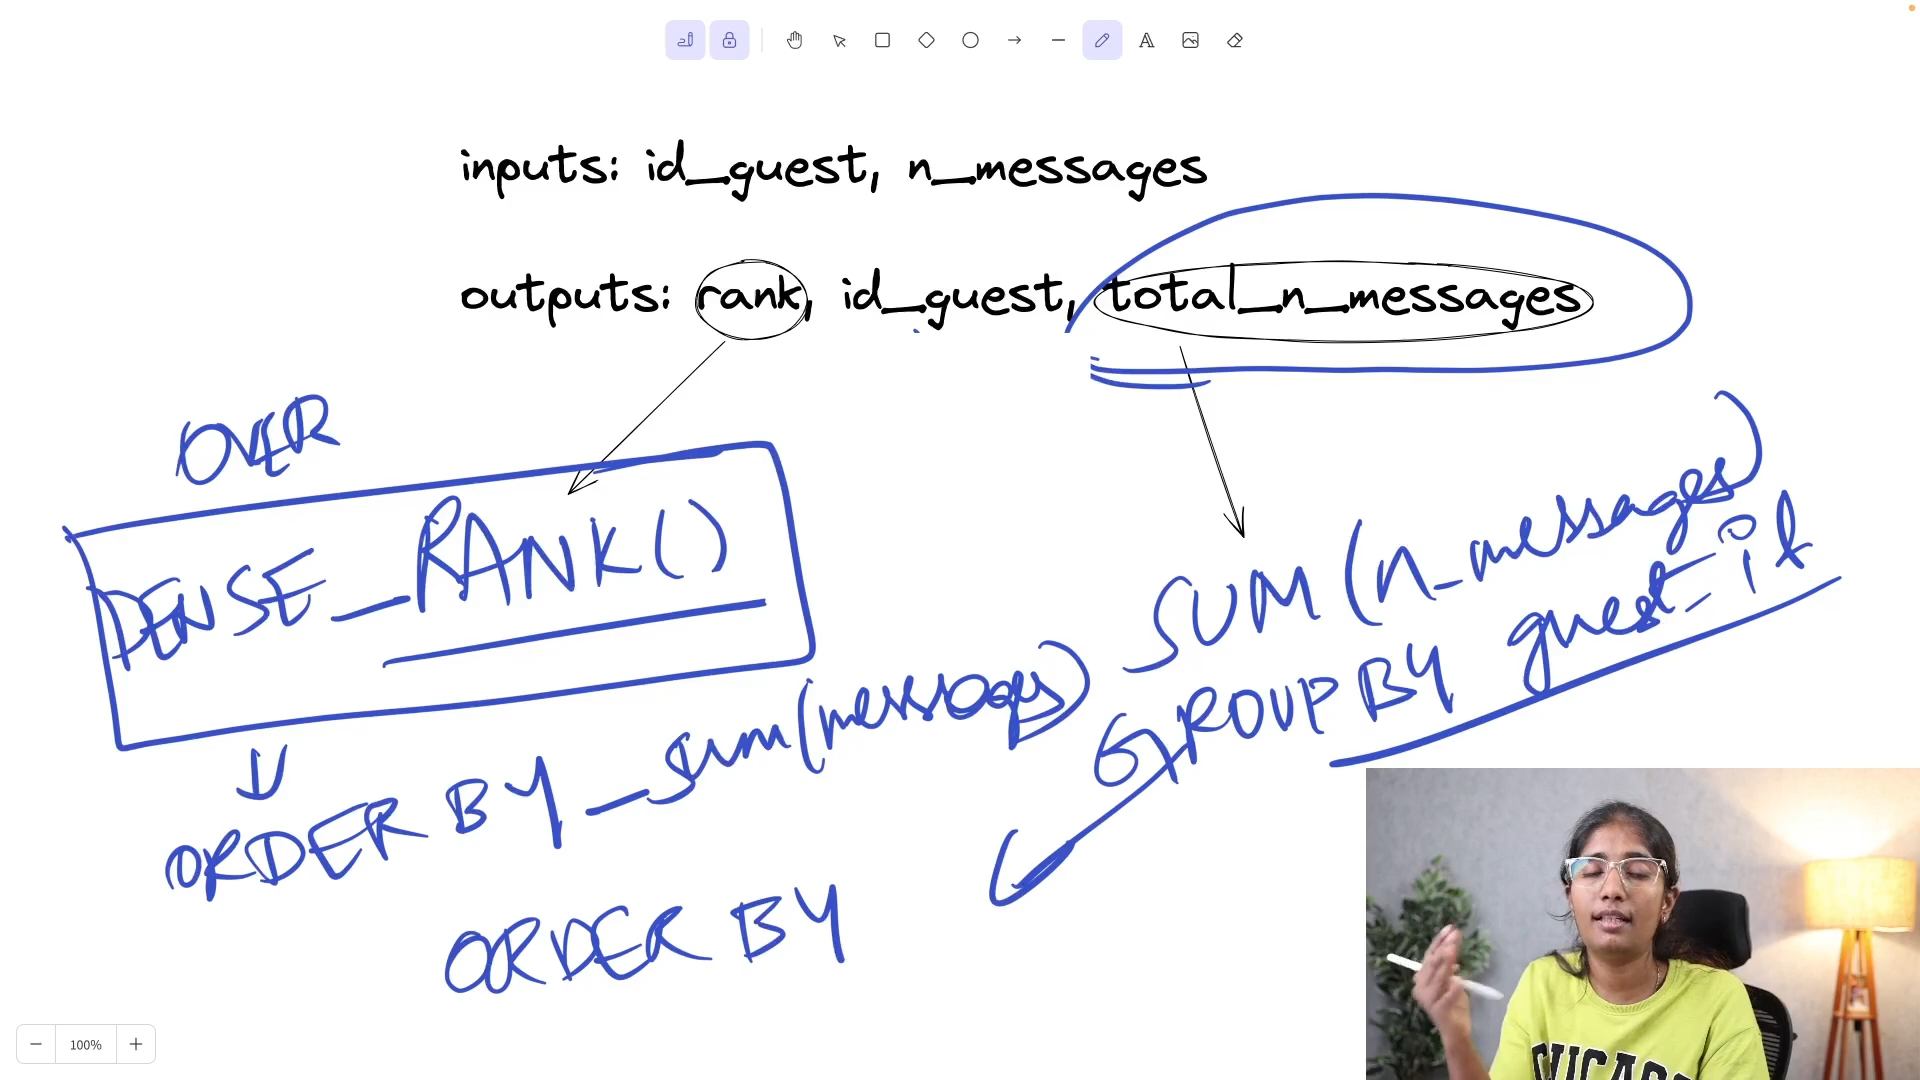 inputs: id_guest, n_messages
outputs: rank, id_guest, total_n_messages
OVER
DENSE_RANK()
SUM (n_messages)
GROUP BY guest_id
ORDER BY _sum(messages)
ORDER BY
100%
CHICAGO